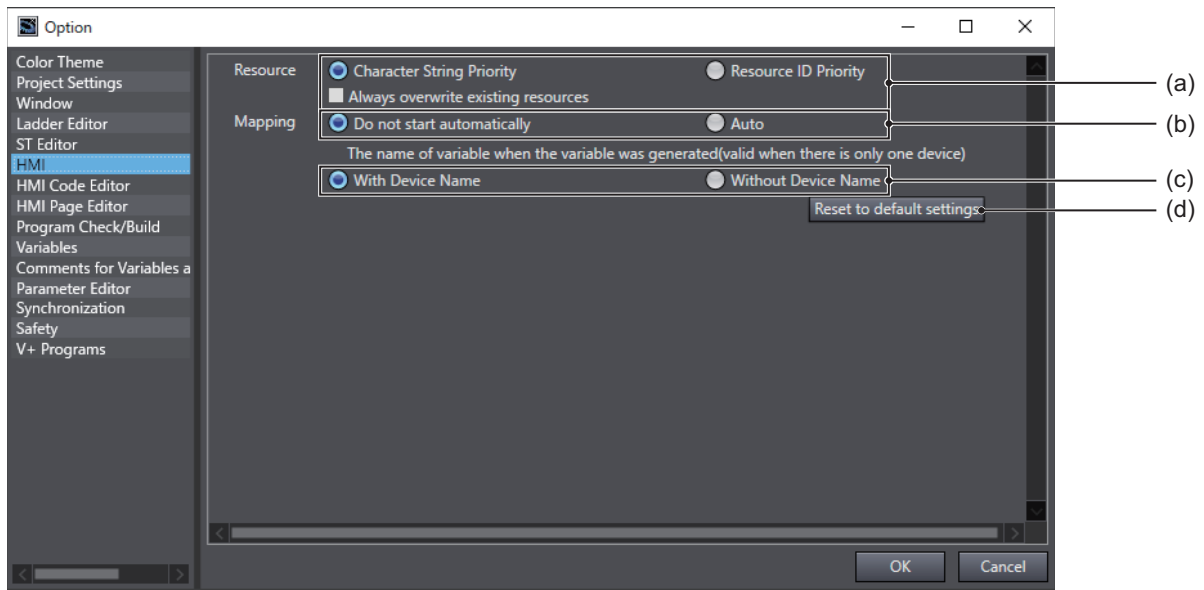 Option
Color Theme
Project Settings
Window
Ladder Editor
ST Editor
HMI
HMI Code Editor
HMI Page Editor
Program Check/Build
Variables
Comments for Variables a
Parameter Editor
Synchronization
Safety
V+ Programs
Resource Character String Priority Resource ID Priority
Always overwrite existing resources
Mapping Do not start automatically Auto
The name of variable when the variable was generated(valid when there is only one device)
With Device Name Without Device Name
Reset to default settings
OK Cancel
(a)
(b)
(c)
(d)